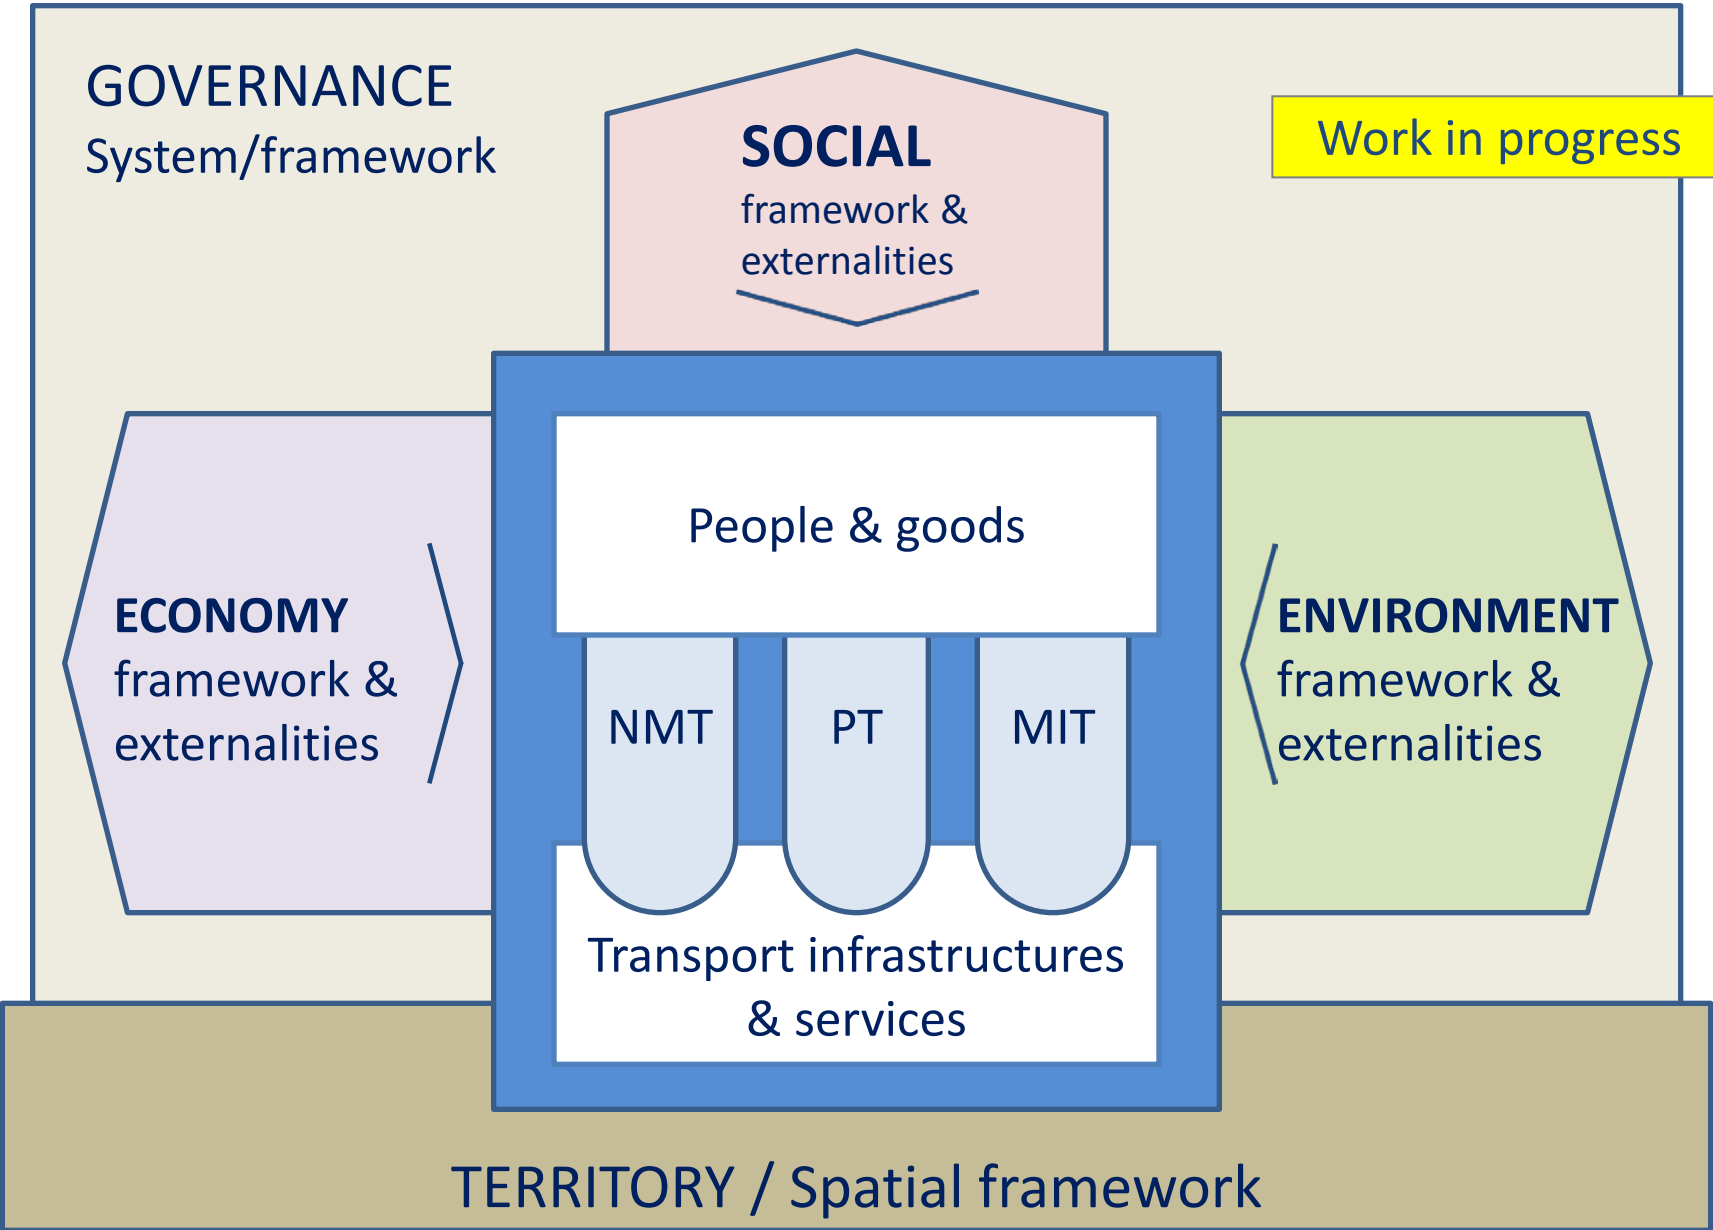 GOVERNANCE
System/framework
Work in progress
SOCIAL
framework &
externalities
People & goods
ECONOMY
framework &
externalities
NMT
PT
MIT
ENVIRONMENT
framework &
externalities
Transport infrastructures
& services
TERRITORY / Spatial framework